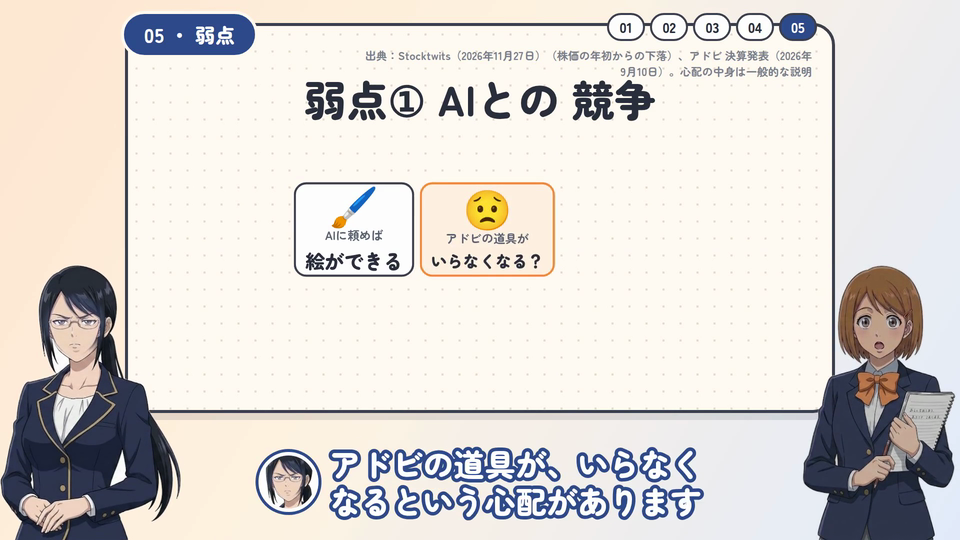 05 ・ 弱点
01 02 03 04 05
出典：Stocktwits（2026年11月27日）（株価の年初からの下落）、アドビ 決算発表（2026年
9月10日）。心配の中身は一般的な説明
弱点① AIとの 競争
AIに頼めば
絵ができる
アドビの道具が
いらなくなる？
アドビの道具が、いらなく
なるという心配があります